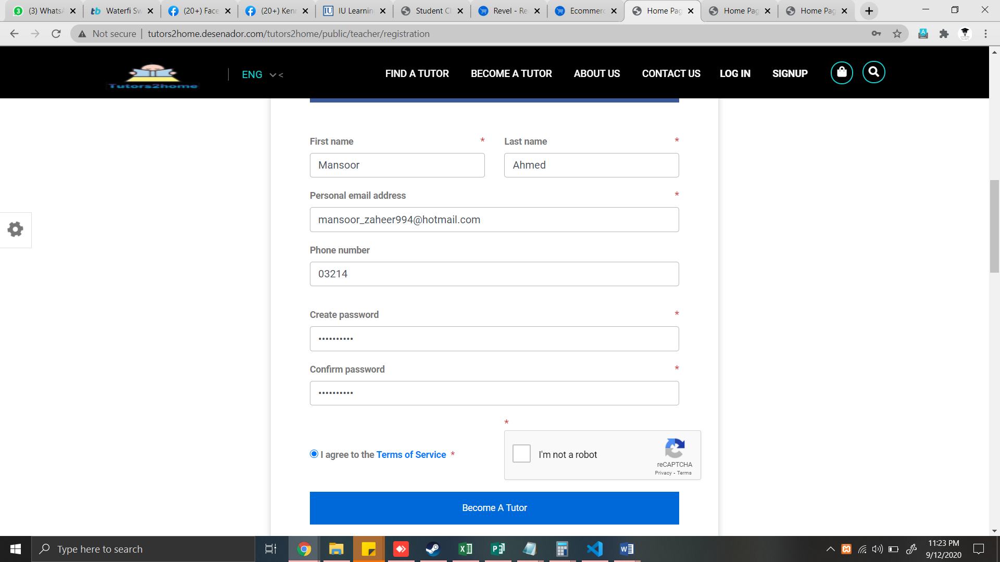 (3) Whats
Waterfi Sw
(20+) Face
(20+) Ken
IU Learnin
Student C
Revel - Re
Ecommerc
Home Pag
Home Pag
Home Pag
Not secure
tutors2home.desenador.com/tutors2home/public/teacher/registration
Tutors2home
ENG
<
FIND A TUTOR
BECOME A TUTOR
ABOUT US
CONTACT US
LOG IN
SIGNUP
First name *
Last name *
Mansoor
Ahmed
Personal email address *
mansoor_zaheer994@hotmail.com
Phone number
03214
Create password *
••••••••••
Confirm password *
••••••••••
*
I agree to the Terms of Service *
I'm not a robot
reCAPTCHA
Privacy - Terms
Become A Tutor
Type here to search
11:23 PM
9/12/2020